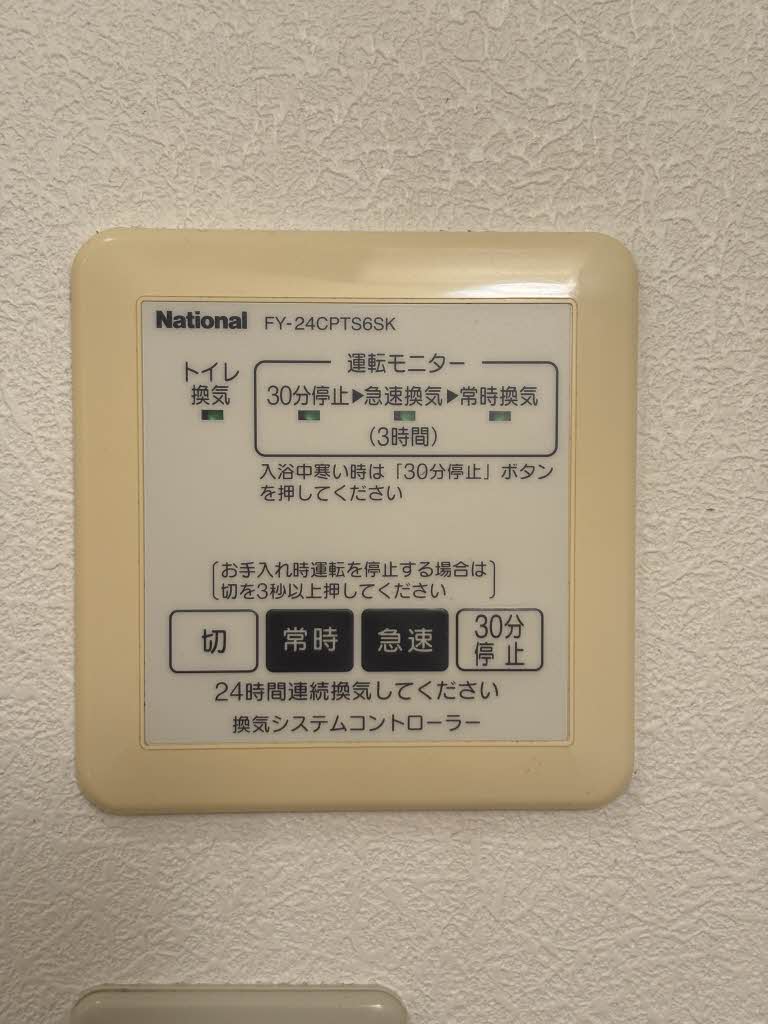 National FY-24CPTS6SK
運転モニター
トイレ
換気
30分停止▶急速換気▶常時換気
(3時間)
入浴中寒い時は「30分停止」ボタン
を押してください
お手入れ時運転を停止する場合は
切を3秒以上押してください
切 常時 急速 30分
停止
24時間連続換気してください
換気システムコントローラー